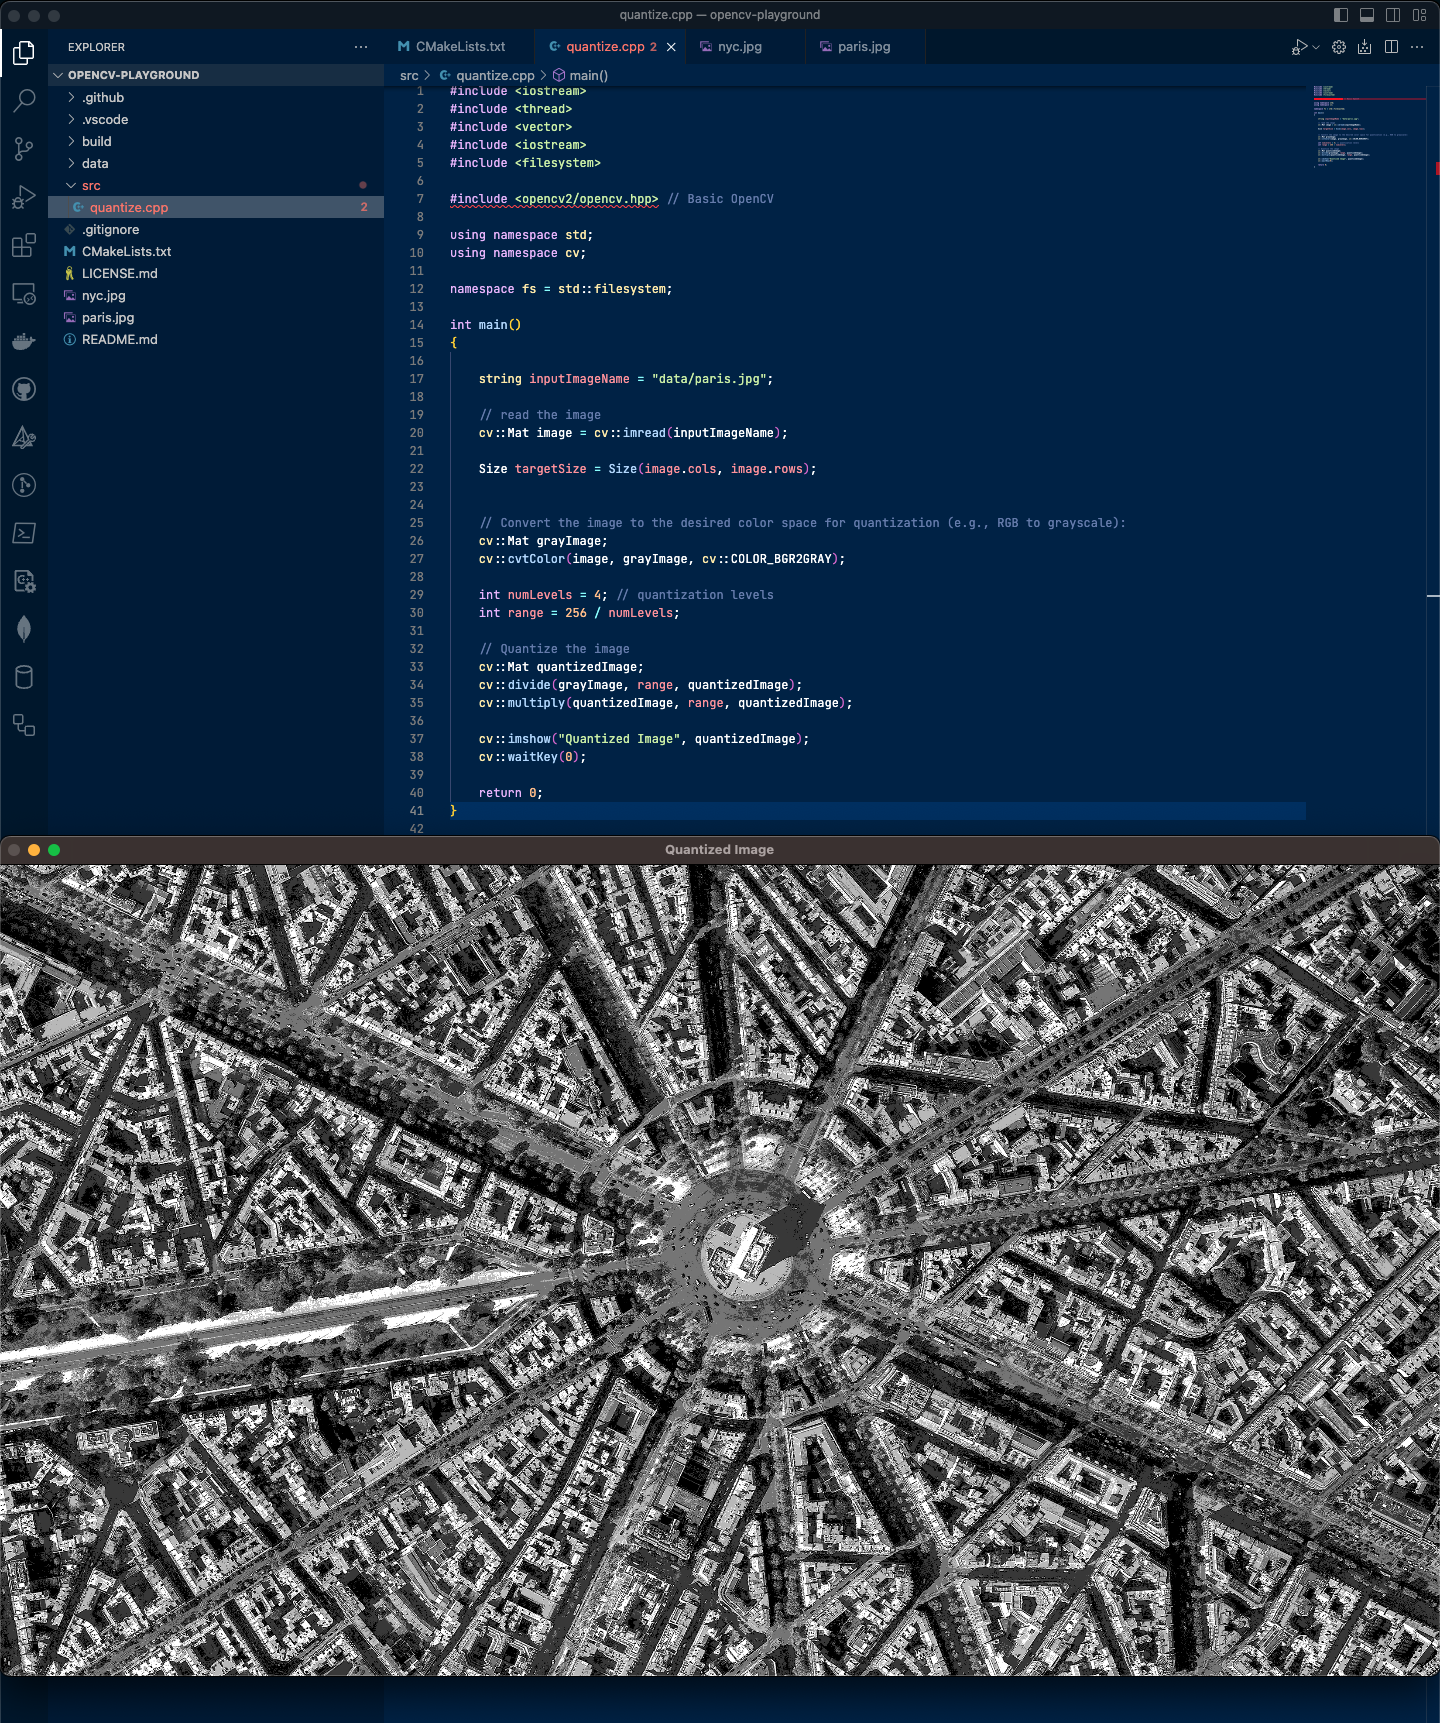 quantize.cpp — opencv-playground
EXPLORER
CMakeLists.txt
quantize.cpp 2
nyc.jpg
paris.jpg
OPENCV-PLAYGROUND
.github
.vscode
build
data
src
quantize.cpp 2
.gitignore
CMakeLists.txt
LICENSE.md
nyc.jpg
paris.jpg
README.md
src > quantize.cpp > main()
1 #include <iostream>
2 #include <thread>
3 #include <vector>
4 #include <iostream>
5 #include <filesystem>
6
7 #include <opencv2/opencv.hpp> // Basic OpenCV
8
9 using namespace std;
10 using namespace cv;
11
12 namespace fs = std::filesystem;
13
14 int main()
15 {
16
17 string inputImageName = "data/paris.jpg";
18
19 // read the image
20 cv::Mat image = cv::imread(inputImageName);
21
22 Size targetSize = Size(image.cols, image.rows);
23
24
25 // Convert the image to the desired color space for quantization (e.g., RGB to grayscale):
26 cv::Mat grayImage;
27 cv::cvtColor(image, grayImage, cv::COLOR_BGR2GRAY);
28
29 int numLevels = 4; // quantization levels
30 int range = 256 / numLevels;
31
32 // Quantize the image
33 cv::Mat quantizedImage;
34 cv::divide(grayImage, range, quantizedImage);
35 cv::multiply(quantizedImage, range, quantizedImage);
36
37 cv::imshow("Quantized Image", quantizedImage);
38 cv::waitKey(0);
39
40 return 0;
41 }
42
Quantized Image